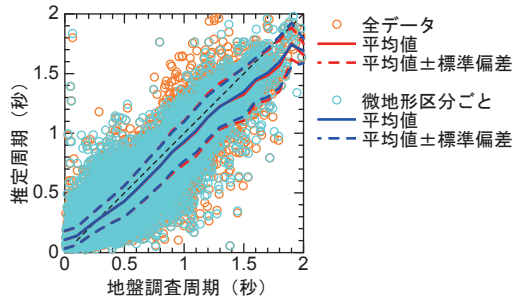 2
1.5
1
0.5
0
0 0.5 1 1.5 2
推定周期（秒）
地盤調査周期（秒）
全データ
平均値
平均値±標準偏差
微地形区分ごと
平均値
平均値±標準偏差